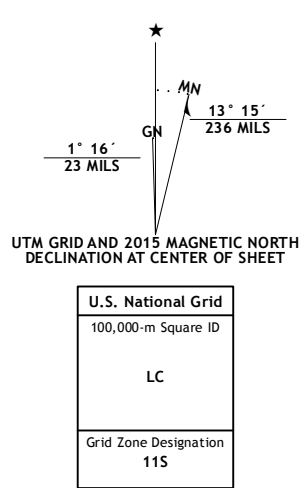 ★
MN
GN
13° 15´
236 MILS
1° 16´
23 MILS
UTM GRID AND 2015 MAGNETIC NORTH
DECLINATION AT CENTER OF SHEET
U.S. National Grid
100,000-m Square ID
LC
Grid Zone Designation
11S